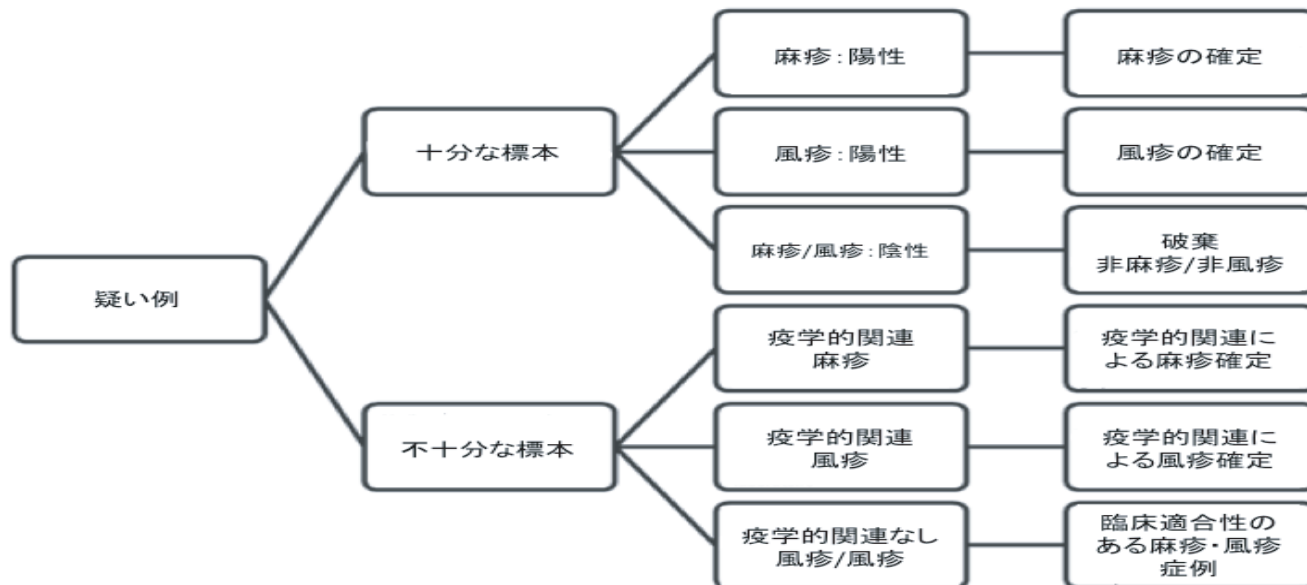 疑い例
十分な標本
麻疹:陽性
麻疹の確定
風疹:陽性
風疹の確定
麻疹/風疹:陰性
破棄
非麻疹/非風疹
不十分な標本
疫学的関連
麻疹
疫学的関連に
よる麻疹確定
疫学的関連
風疹
疫学的関連に
よる風疹確定
疫学的関連なし
風疹/風疹
臨床適合性の
ある麻疹・風疹
症例